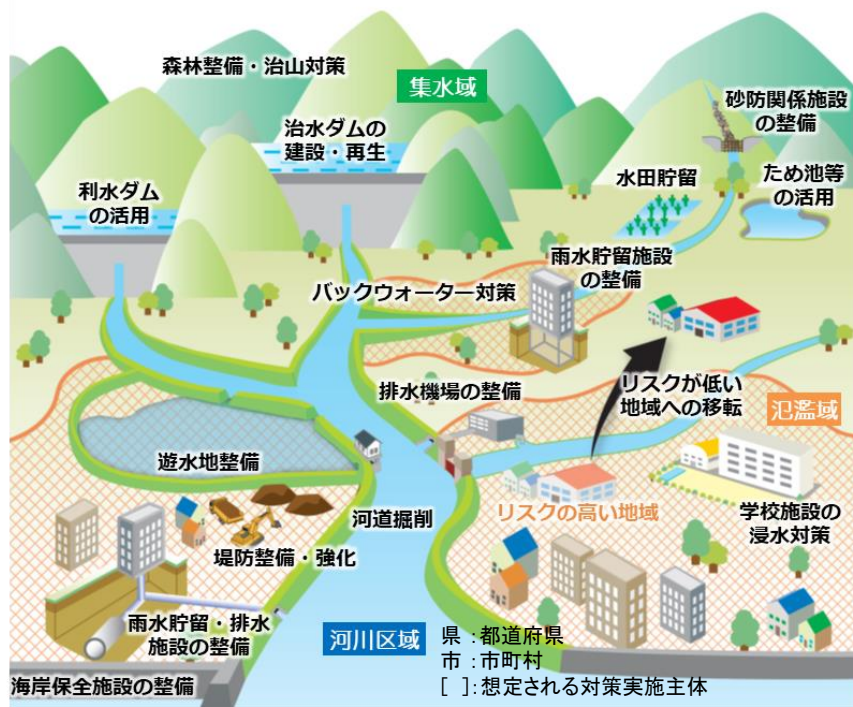 森林整備・治山対策
集水域
砂防関係施設
の整備
治水ダムの
建設・再生
水田貯留
ため池等
の活用
利水ダム
の活用
雨水貯留施設
の整備
バックウォーター対策
排水機場の整備
リスクが低い
地域への移転
氾濫域
遊水地整備
リスクの高い地域
学校施設の
浸水対策
河道掘削
堤防整備・強化
雨水貯留・排水
施設の整備
河川区域
県:都道府県
市:市町村
[ ]:想定される対策実施主体
海岸保全施設の整備